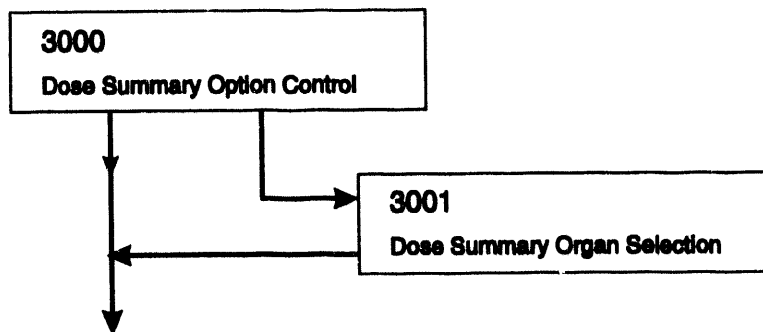 3000
Dose Summary Option Control
3001
Dose Summary Organ Selection